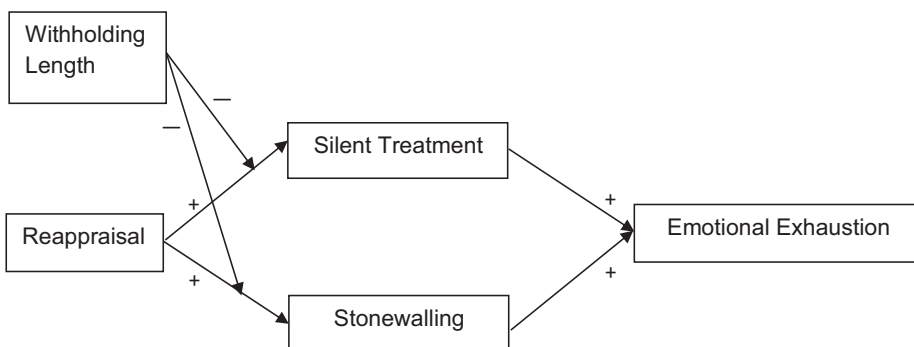 Withholding
Length
—
—
Silent Treatment
+
+
Reappraisal
Emotional Exhaustion
+
+
Stonewalling